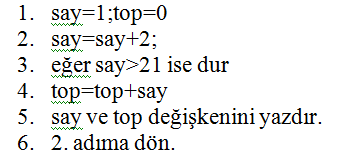 1. say=1;top=0
2. say=say+2;
3. eğer say>21 ise dur
4. top=top+say
5. say ve top değişkenini yazdır.
6. 2. adıma dön.